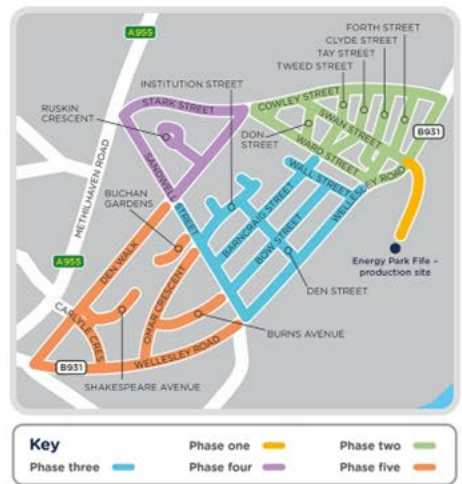 FORTH STREET
CLYDE STREET
TAY STREET
TWEED STREET
A955
INSTITUTION STREET
COWLEY STREET
STARK STREET
RUSKIN
CRESCENT
SWAN STREET
DON
STREET
B931
WARD STREET
METHILHAVEN ROAD
SANDWELL STREET
WALL STREET
WELLESLEY ROAD
BUCHAN
GARDENS
BARNCRAIG STREET
BOW STREET
Energy Park Fife –
production site
A955
DEN WALK
DEN STREET
CARLYLE CRES
OMAR CRESCENT
BURNS AVENUE
B931
WELLESLEY ROAD
SHAKESPEARE AVENUE
Key
Phase one
Phase two
Phase three
Phase four
Phase five